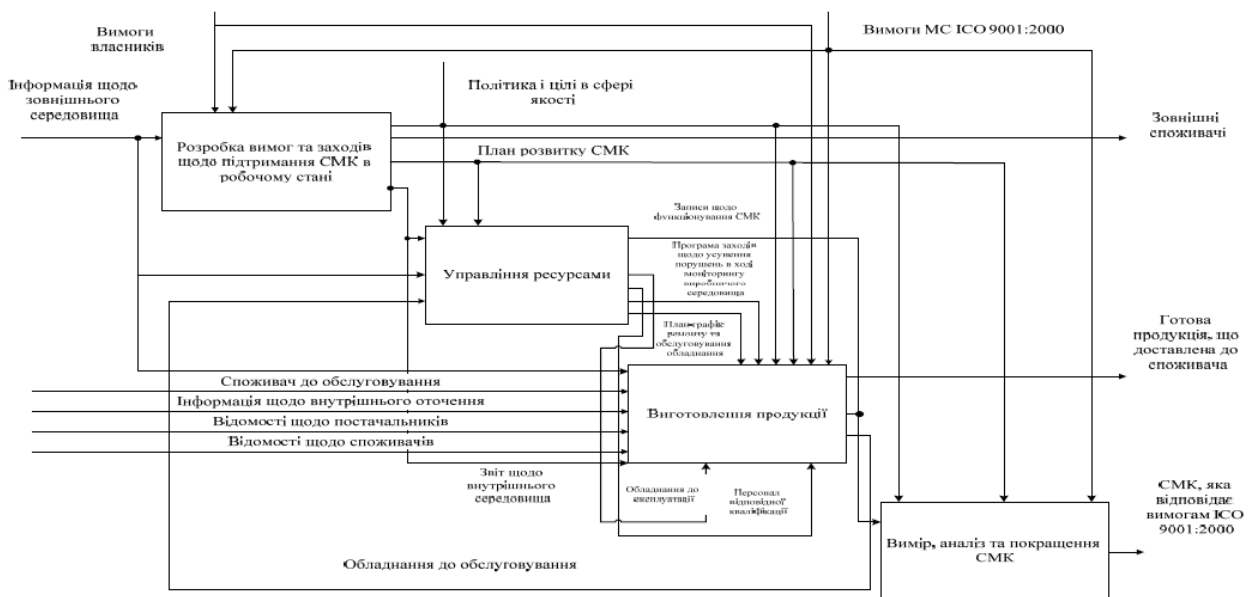 Вимоги
власників
Вимоги МС ІСО 9001:2000
Інформація щодо
зовнішнього
середовища
Політика і цілі в сфері
якості
Зовнішні
споживачі
Розробка вимог та заходів
щодо підтримання СМК в
робочому стані
План розвитку СМК
Записи щодо
функціонування СМК
Управління ресурсами
Програма заходів
щодо усування
порушень в ході
моніторингу
виробничого
середовища
План-графік
ремонту та
обслуговування
обладнання
Готова
продукція, що
доставлена до
споживача
Споживач до обслуговування
Інформація щодо внутрішнього оточення
Відомості щодо постачальників
Відомості щодо споживачів
Виготовлення продукції
Звіт щодо
внутрішнього
середовища
Обладнання до
експлуатації
Персонал
відповідної
кваліфікації
СМК, яка
відповідає
вимогам ІСО
9001:2000
Вимір, аналіз та покращення
СМК
Обладнання до обслуговування